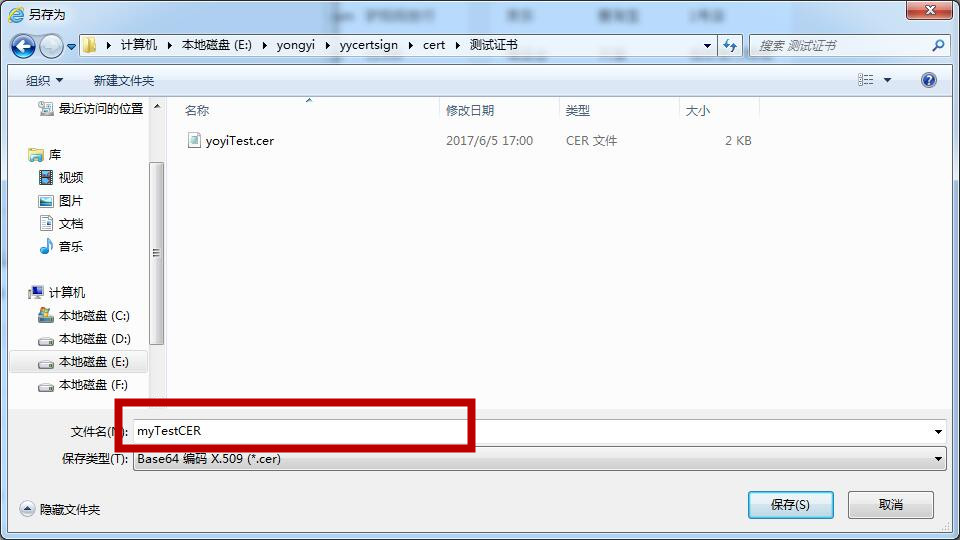 另存为
计算机 本地磁盘 (E:) yongyi yycertsign cert 测试证书
搜索 测试证书
组织 新建文件夹
最近访问的位置
库
视频
图片
文档
音乐
计算机
本地磁盘 (C:)
本地磁盘 (D:)
本地磁盘 (E:)
本地磁盘 (F:)
名称 修改日期 类型 大小
yoyiTest.cer 2017/6/5 17:00 CER 文件 2 KB
文件名(N): myTestCER
保存类型(T): Base64 编码 X.509 (*.cer)
隐藏文件夹
保存(S) 取消